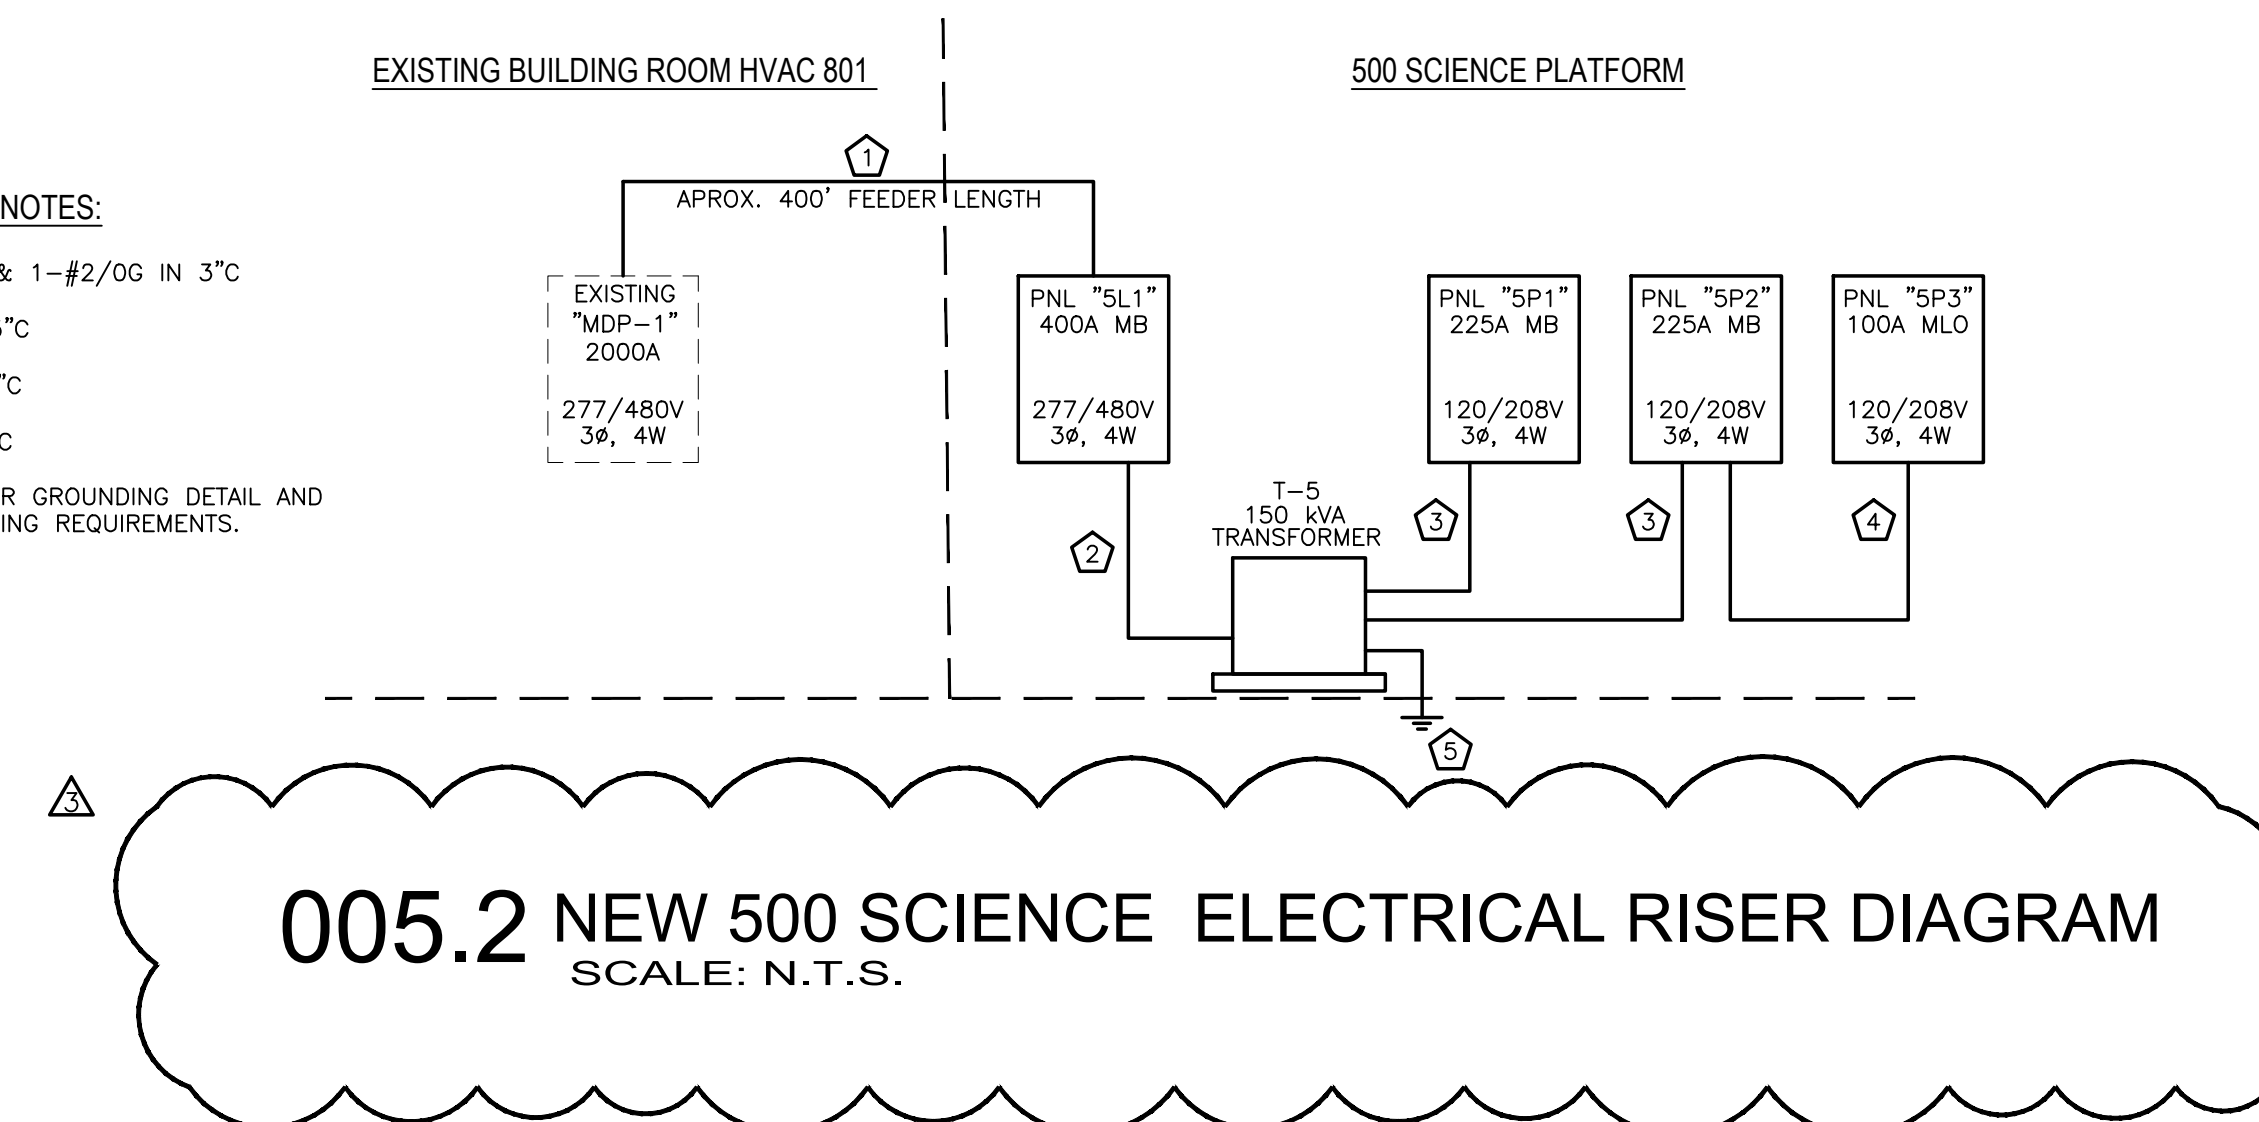 EXISTING BUILDING ROOM HVAC 801
500 SCIENCE PLATFORM
1
APROX. 400' FEEDER LENGTH
NOTES:
& 1-#2/0G IN 3"C
"C
"C
C
R GROUNDING DETAIL AND
ING REQUIREMENTS.
EXISTING
"MDP-1"
2000A
277/480V
3ø, 4W
PNL "5L1"
400A MB
277/480V
3ø, 4W
PNL "5P1"
225A MB
120/208V
3ø, 4W
PNL "5P2"
225A MB
120/208V
3ø, 4W
PNL "5P3"
100A MLO
120/208V
3ø, 4W
2
T-5
150 kVA
TRANSFORMER
3
3
4
5
3
005.2 NEW 500 SCIENCE ELECTRICAL RISER DIAGRAM
SCALE: N.T.S.